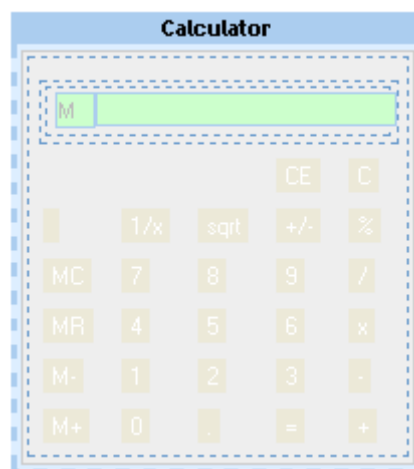 Calculator
M
CE C
1/x sqrt +/- %
MC 7 8 9 /
MR 4 5 6 x
M- 1 2 3 -
M+ 0 . = +